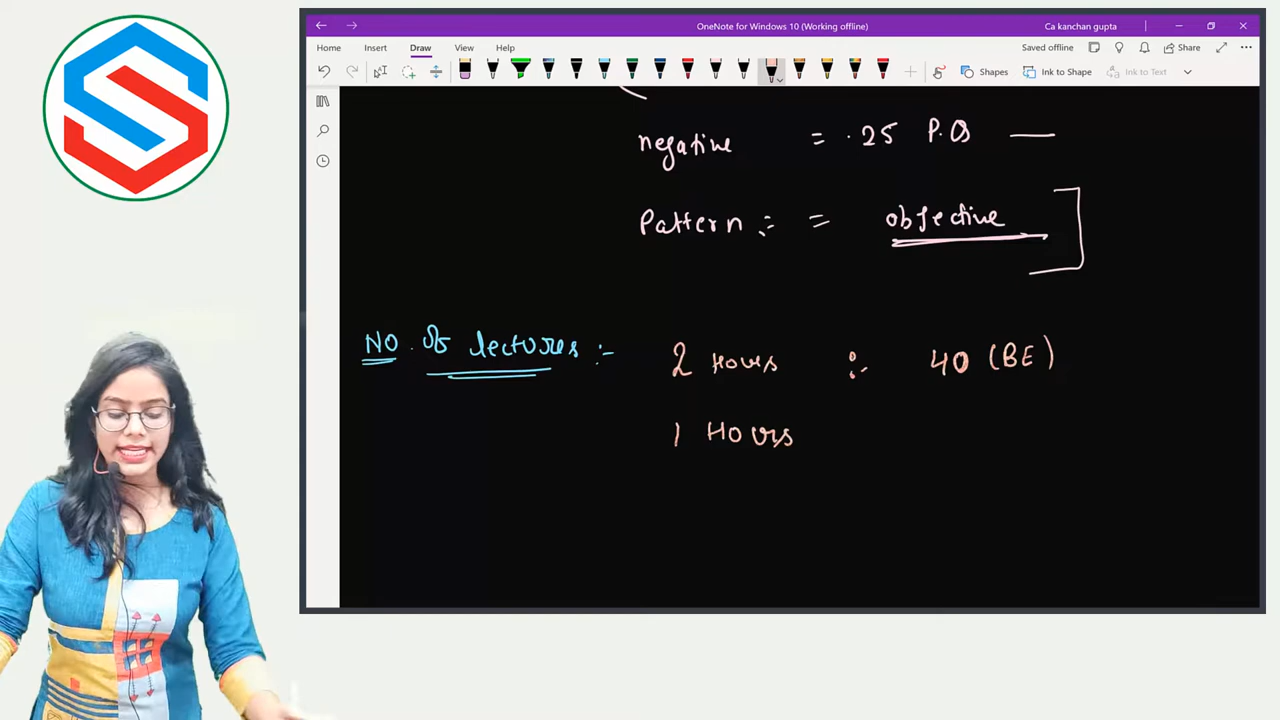 OneNote for Windows 10 (Working offline)
Ca kanchan gupta
Home Insert Draw View Help
Saved offline
Share
Shapes
Ink to Shape
Ink to Text
negative = .25 P.Q —
Pattern :- = objective
NO. of lectures :- 2 Hours :- 40 (BE)
1 Hours